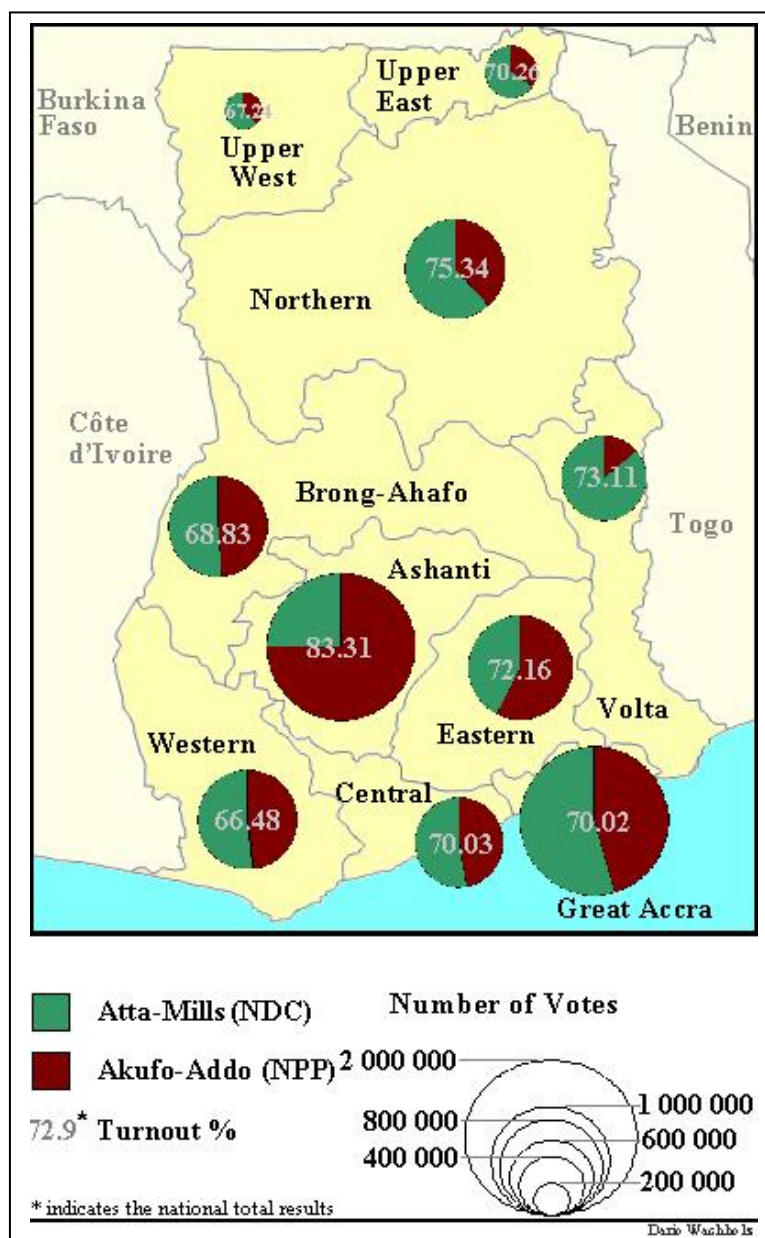 Burkina
Faso
Upper
East
70.26
Benin
67.24
Upper
West
75.34
Northern
Côte
d'Ivoire
73.11
Brong-Ahafo
68.83
Togo
Ashanti
83.31
72.16
Volta
Eastern
Western
Central
66.48
70.03
70.02
Great Accra
Atta-Mills (NDC)
Akufo-Addo (NPP)
72.9* Turnout %
* indicates the national total results
Number of Votes
2 000 000
1 000 000
800 000
600 000
400 000
200 000
Dario Wachholz